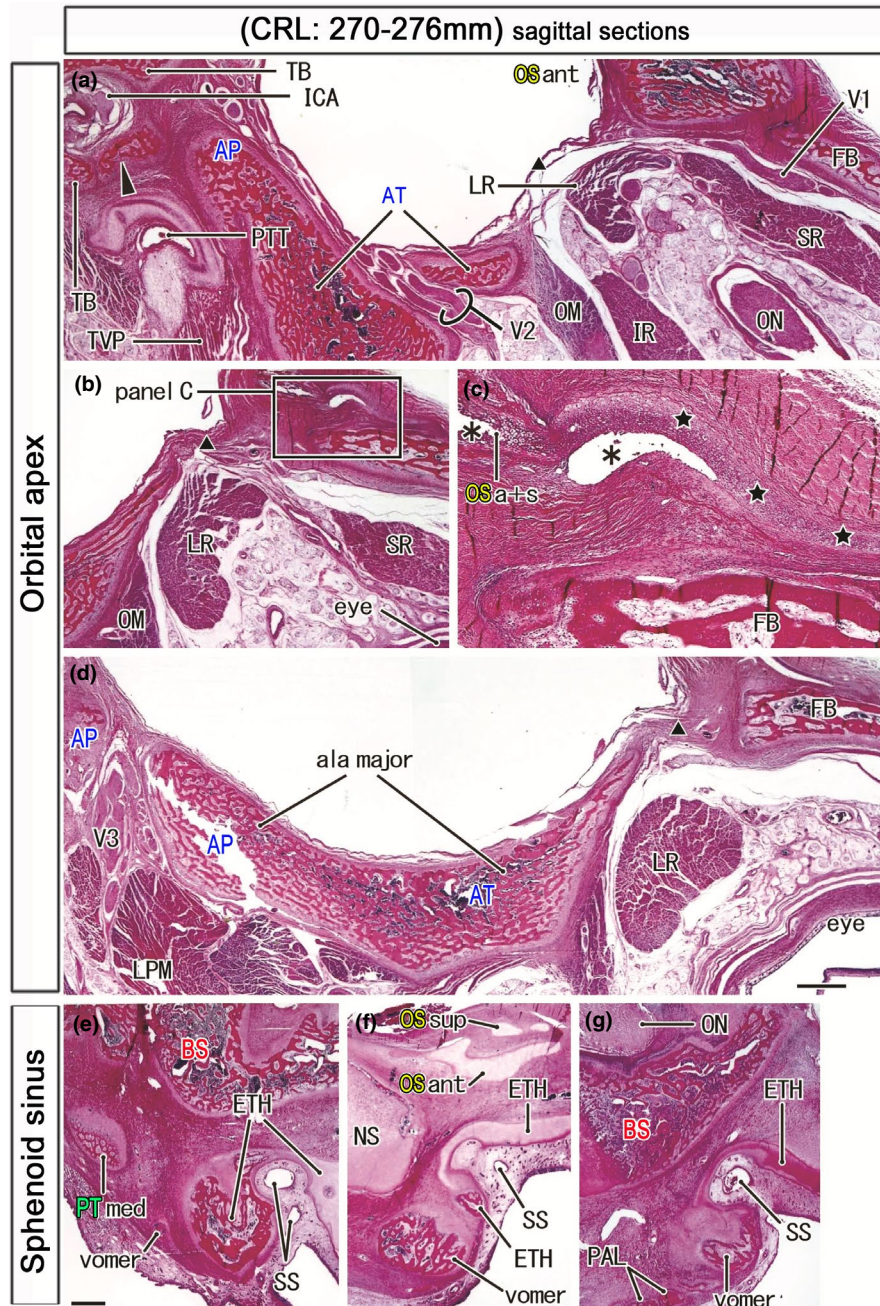 (CRL: 270-276mm) sagittal sections
Orbital apex
(a)
TB
ICA
AP
AT
OS ant
V1
FB
LR
SR
PTT
TB
TVP
V2
OM
IR
ON
(b)
panel C
LR
SR
OM
eye
(c)
*
*
OS a+s
FB
(d)
AP
ala major
FB
V3
AP
AT
LR
LPM
eye
Sphenoid sinus
(e)
BS
ETH
PT med
vomer
SS
(f)
OS sup
OS ant
ETH
NS
SS
ETH
vomer
(g)
ON
ETH
BS
SS
PAL
vomer